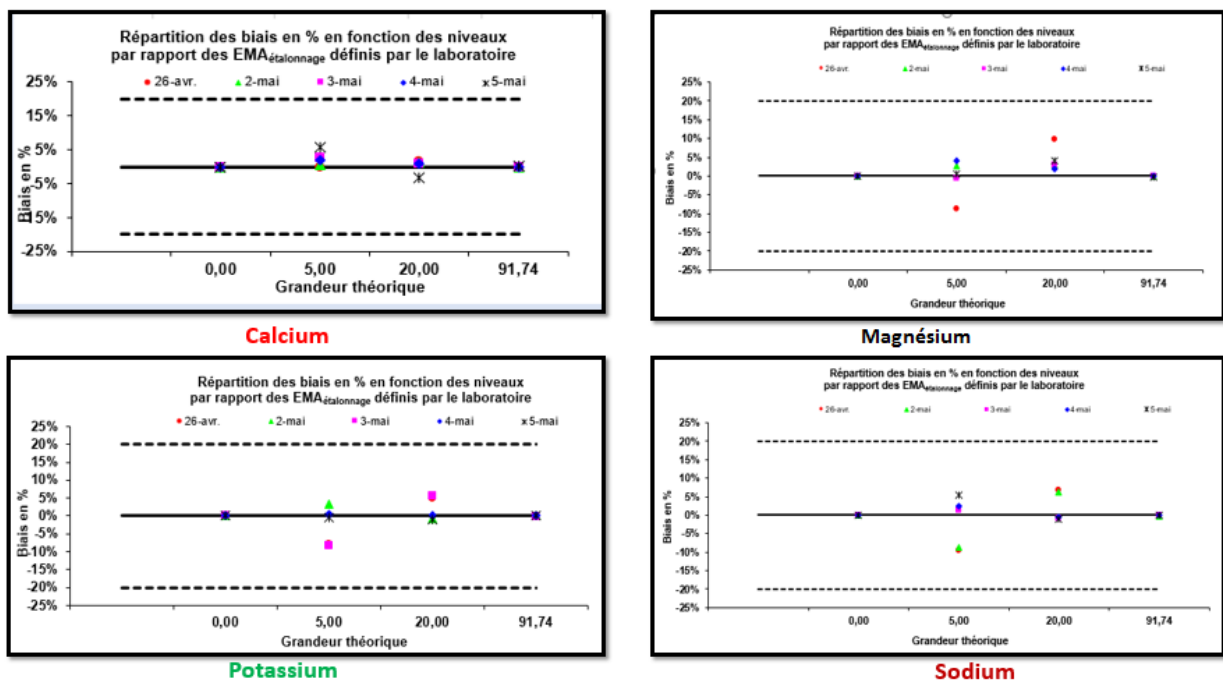 Répartition des biais en % en fonction des niveaux
par rapport des EMAétalonnage définis par le laboratoire
26-avr. 2-mai 3-mai 4-mai 5-mai
25%
15%
5%
-5%
-15%
-25%
Biais en %
0,00 5,00 20,00 91,74
Grandeur théorique
Calcium
Répartition des biais en % en fonction des niveaux
par rapport des EMAétalonnage définis par le laboratoire
26-avr. 2-mai 3-mai 4-mai 5-mai
25%
20%
15%
10%
5%
0%
-5%
-10%
-15%
-20%
-25%
Biais en %
0,00 5,00 20,00 91,74
Grandeur théorique
Magnésium
Répartition des biais en % en fonction des niveaux
par rapport des EMAétalonnage définis par le laboratoire
26-avr. 2-mai 3-mai 4-mai 5-mai
25%
20%
15%
10%
5%
0%
-5%
-10%
-15%
-20%
-25%
Biais en %
0,00 5,00 20,00 91,74
Grandeur théorique
Potassium
Répartition des biais en % en fonction des niveaux
par rapport des EMAétalonnage définis par le laboratoire
26-avr. 2-mai 3-mai 4-mai 5-mai
25%
20%
15%
10%
5%
0%
-5%
-10%
-15%
-20%
-25%
Biais en %
0,00 5,00 20,00 91,74
Grandeur théorique
Sodium